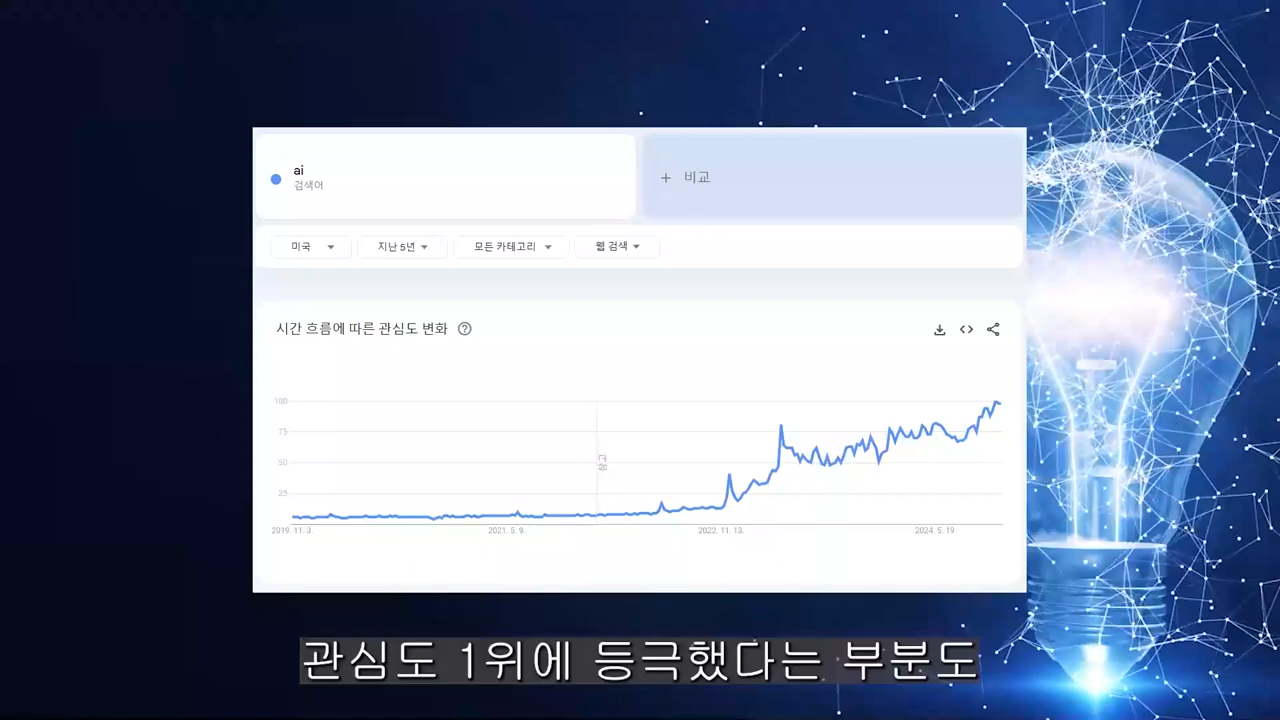 ai
검색어
+ 비교
미국
지난 5년
모든 카테고리
웹 검색
시간 흐름에 따른 관심도 변화
100
75
50
25
참고
2019. 11. 3.
2021. 5. 9.
2022. 11. 13.
2024. 5. 19
관심도 1위에 등극했다는 부분도